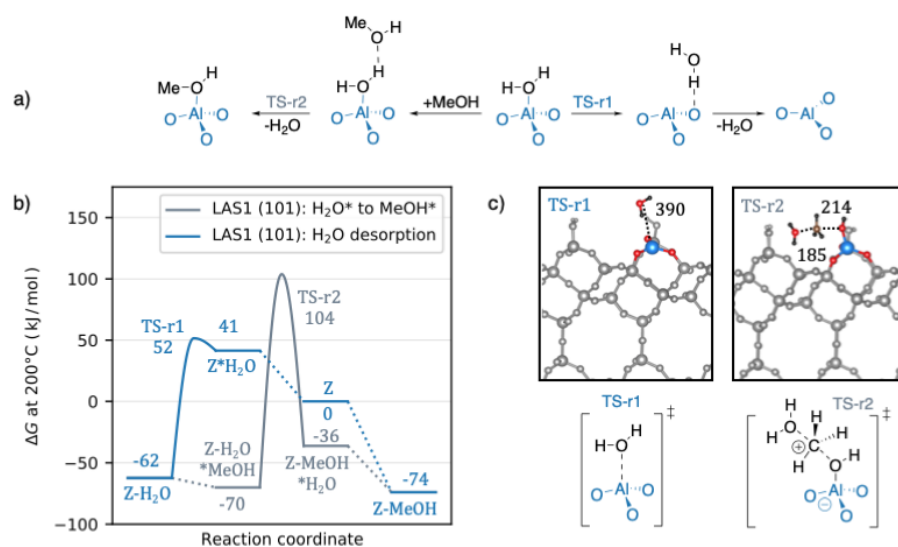 a)
Me O H
Al O O O
TS-r2
-H₂O
Me O H
H O H
Al O O O
+MeOH
H O H
Al O O O
TS-r1
H O H
O Al O O
-H₂O
O Al O O
b)
ΔG at 200°C (kJ/mol)
150
100
50
0
−50
−100
LAS1 (101): H₂O* to MeOH*
LAS1 (101): H₂O desorption
TS-r1
52
41
Z*H₂O
TS-r2
104
Z
0
-62
Z-H₂O
Z-H₂O
*MeOH
-70
-36
Z-MeOH
*H₂O
-74
Z-MeOH
Reaction coordinate
c)
TS-r1
390
TS-r2
214
185
TS-r1
‡
H O H
O Al O O
TS-r2
‡
H O H
H C H H
⊕
O H
O Al O O
⊖